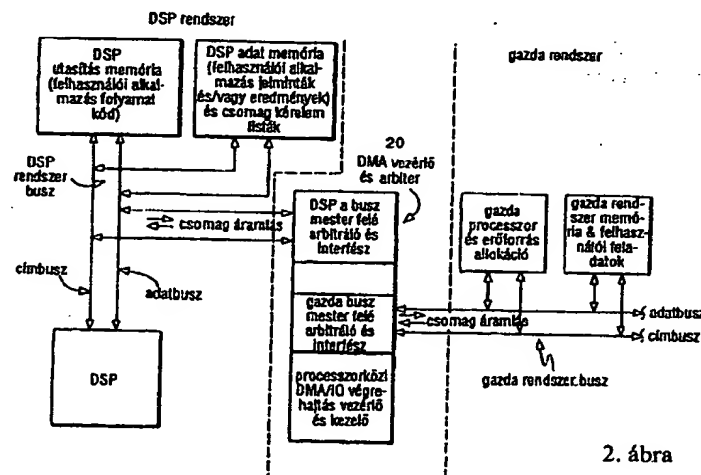 DSP rendszer
DSP
utasítás memória
(felhasználói alkal-
mazás folyamat
kód)
DSP adat memória
(felhasználói alkal-
mazás jelminták
és/vagy eredmények)
és csomag kérelem
listák
gazda rendszer
20
DMA vezérlő
és arbiter
DSP
rendszer
busz
csomag áramlás
DSP a busz
mester felé
arbitráló és
interfész
gazda
processzor
és erőforrás
allokáció
gazda rend-
szer memó-
ria & felhasz-
nálói fela-
datok
címbusz
adatbusz
gazda busz
mester felé
arbitráló és
interfész
csomag áramlás
adatbusz
címbusz
DSP
processzorközi
DMA/IO végre-
hajtás vezérlő
és kezelő
gazda rendszer busz
2. ábra